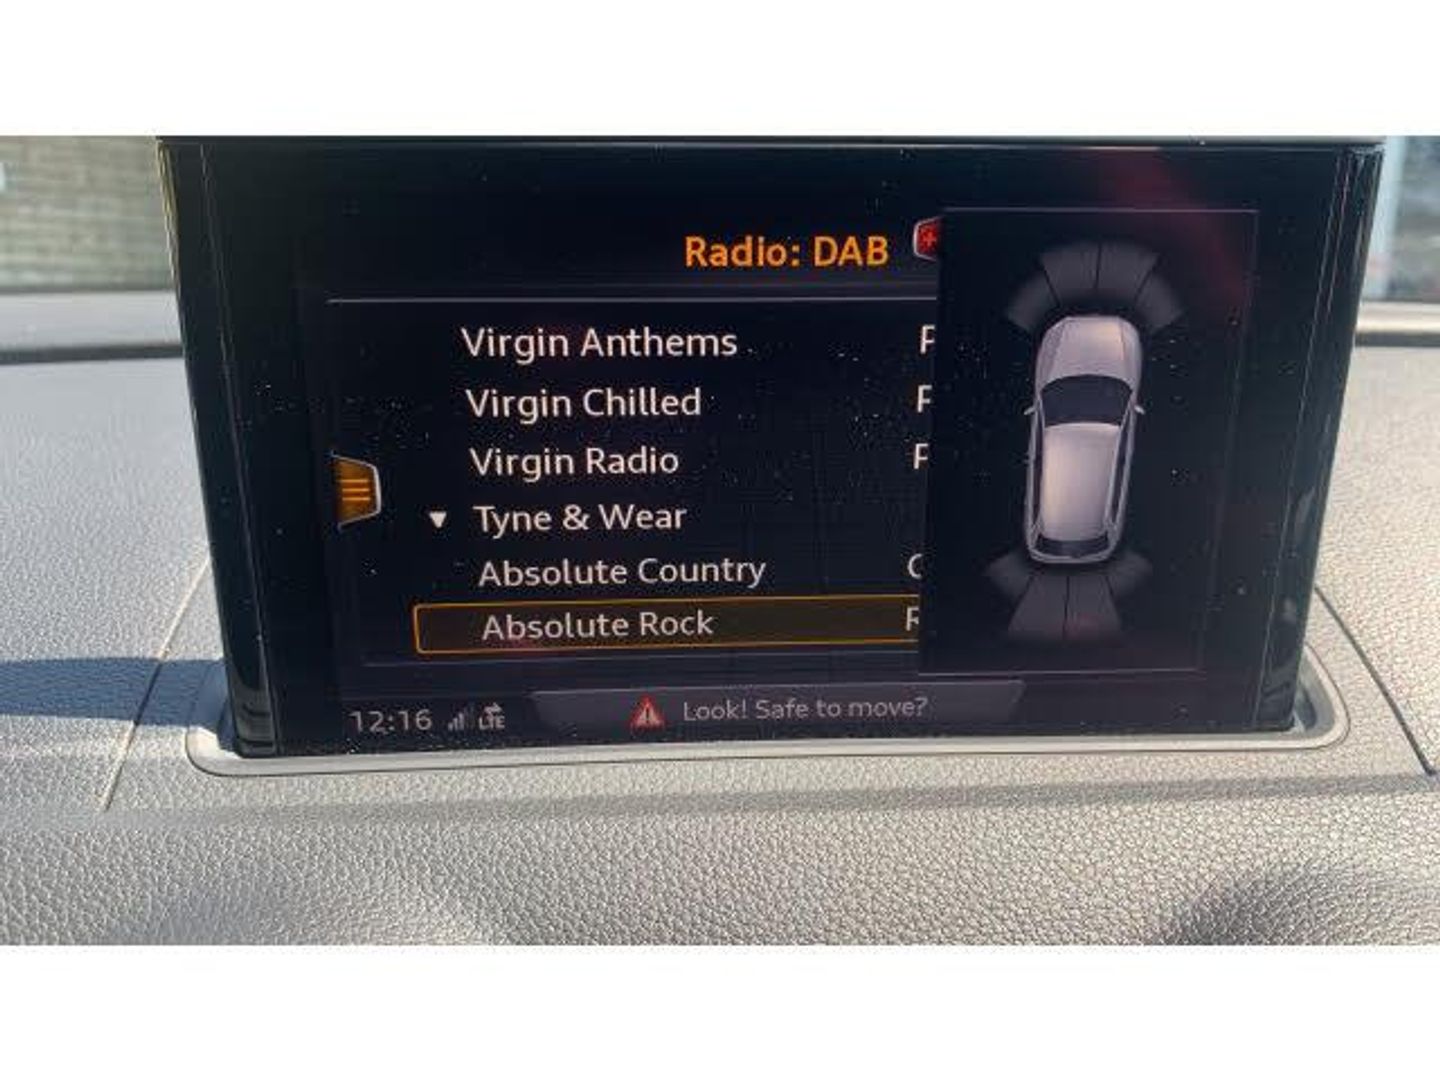 Radio: DAB
Virgin Anthems P
Virgin Chilled P
Virgin Radio P
▼ Tyne & Wear
Absolute Country C
Absolute Rock R
12:16 LTE Look! Safe to move?